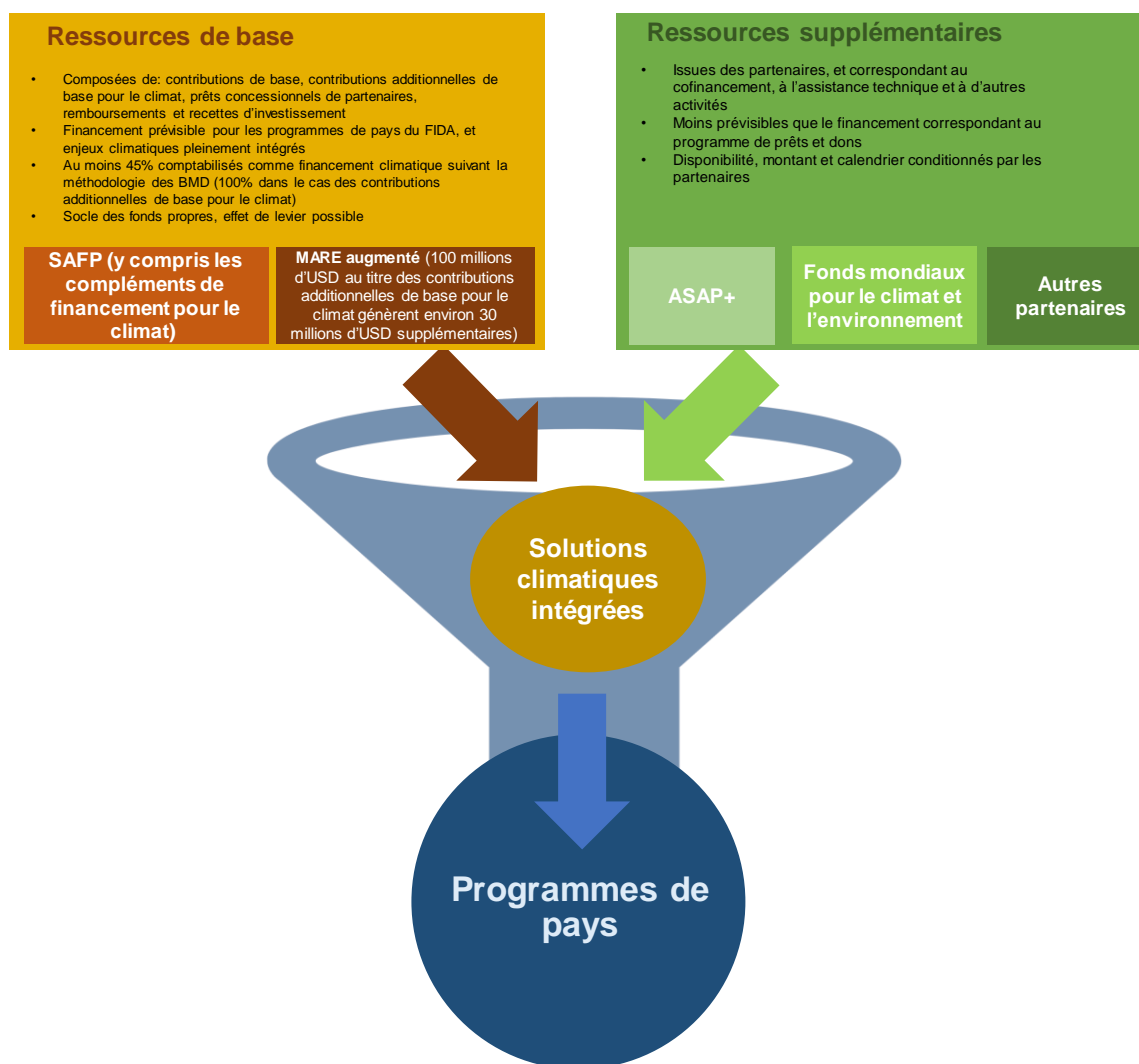 Ressources de base
• Composées de: contributions de base, contributions additionnelles de
base pour le climat, prêts concessionnels de partenaires,
remboursements et recettes d'investissement
• Financement prévisible pour les programmes de pays du FIDA, et
enjeux climatiques pleinement intégrés
• Au moins 45% comptabilisés comme financement climatique suivant la
méthodologie des BMD (100% dans le cas des contributions
additionnelles de base pour le climat)
• Socle des fonds propres, effet de levier possible
SAFP (y compris les
compléments de
financement pour le
climat)
MARE augmenté (100 millions
d'USD au titre des contributions
additionnelles de base pour le
climat génèrent environ 30
millions d'USD supplémentaires)
Ressources supplémentaires
• Issues des partenaires, et correspondant au
cofinancement, à l'assistance technique et à d'autres
activités
• Moins prévisibles que le financement correspondant au
programme de prêts et dons
• Disponibilité, montant et calendrier conditionnés par les
partenaires
ASAP+
Fonds mondiaux
pour le climat et
l'environnement
Autres
partenaires
Solutions
climatiques
intégrées
Programmes de
pays